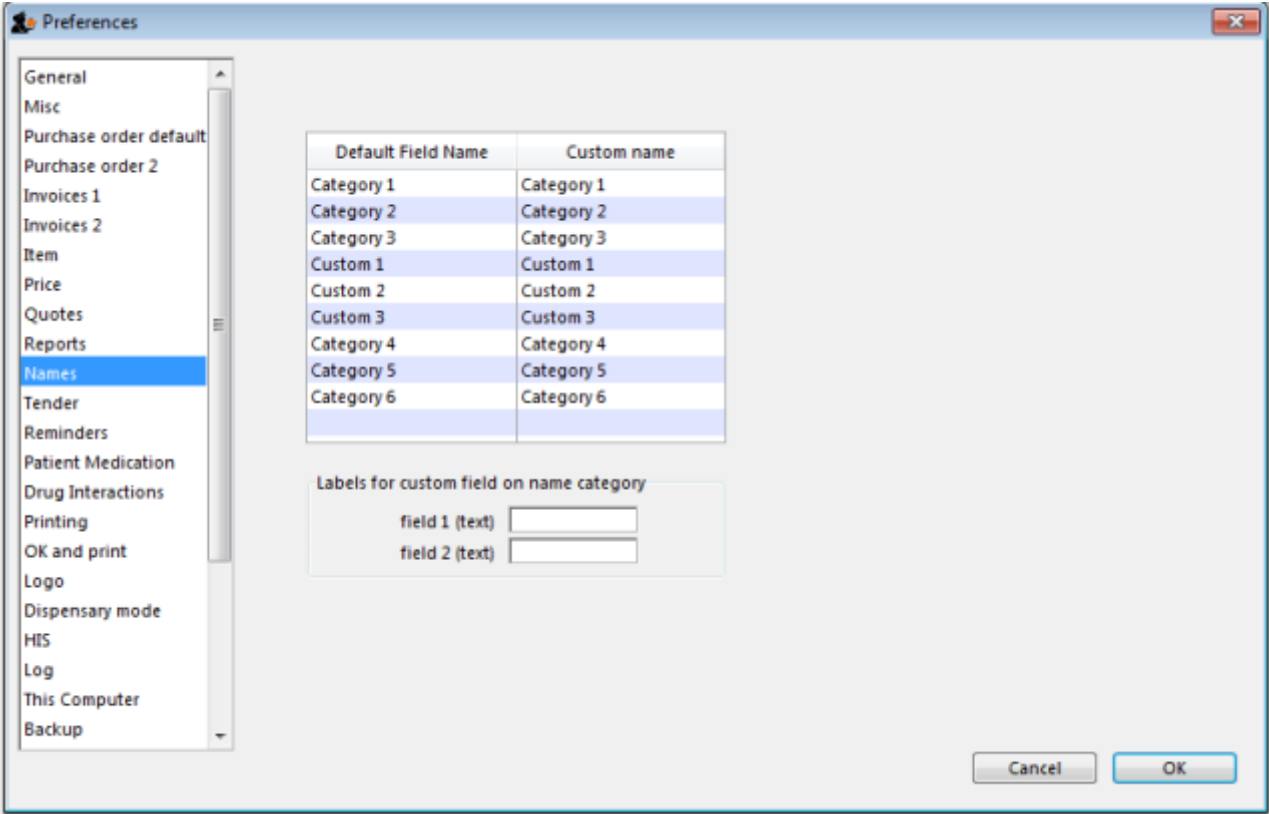 Preferences
General
Misc
Purchase order default
Purchase order 2
Invoices 1
Invoices 2
Item
Price
Quotes
Reports
Names
Tender
Reminders
Patient Medication
Drug Interactions
Printing
OK and print
Logo
Dispensary mode
HIS
Log
This Computer
Backup
Default Field Name Custom name
Category 1 Category 1
Category 2 Category 2
Category 3 Category 3
Custom 1 Custom 1
Custom 2 Custom 2
Custom 3 Custom 3
Category 4 Category 4
Category 5 Category 5
Category 6 Category 6
Labels for custom field on name category
field 1 (text)
field 2 (text)
Cancel OK